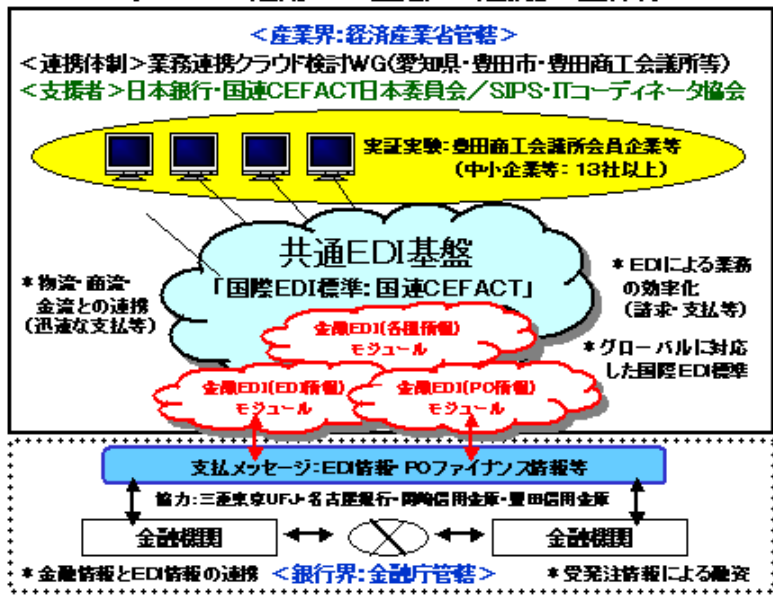 <産業界:経済産業省管轄>
<連携体制>業務連携クラウド検討WG(愛知県・豊田市・豊田商工会議所等)
<支援者>日本銀行・国連CEFACT日本委員会/SIPS・ITコーディネータ協会
実証実験:豊田商工会議所会員企業等
(中小企業等:13社以上)
共通EDI基盤
「国際EDI標準:国連CEFACT」
*物流・商流・
金流との連携
(迅速な支払等)
*EDIによる業務
の効率化
(請求・支払等)
*グローバルに対応
した国際EDI標準
金融EDI(各種情報)
モジュール
金融EDI(EDI情報)
モジュール
金融EDI(PO情報)
モジュール
支払メッセージ:EDI情報・POファイナンス情報等
協力:三菱東京UFJ・名古屋銀行・岡崎信用金庫・豊田信用金庫
金融機関
金融機関
*金融情報とEDI情報の連携
<銀行界:金融庁管轄>
*受発注情報による融資